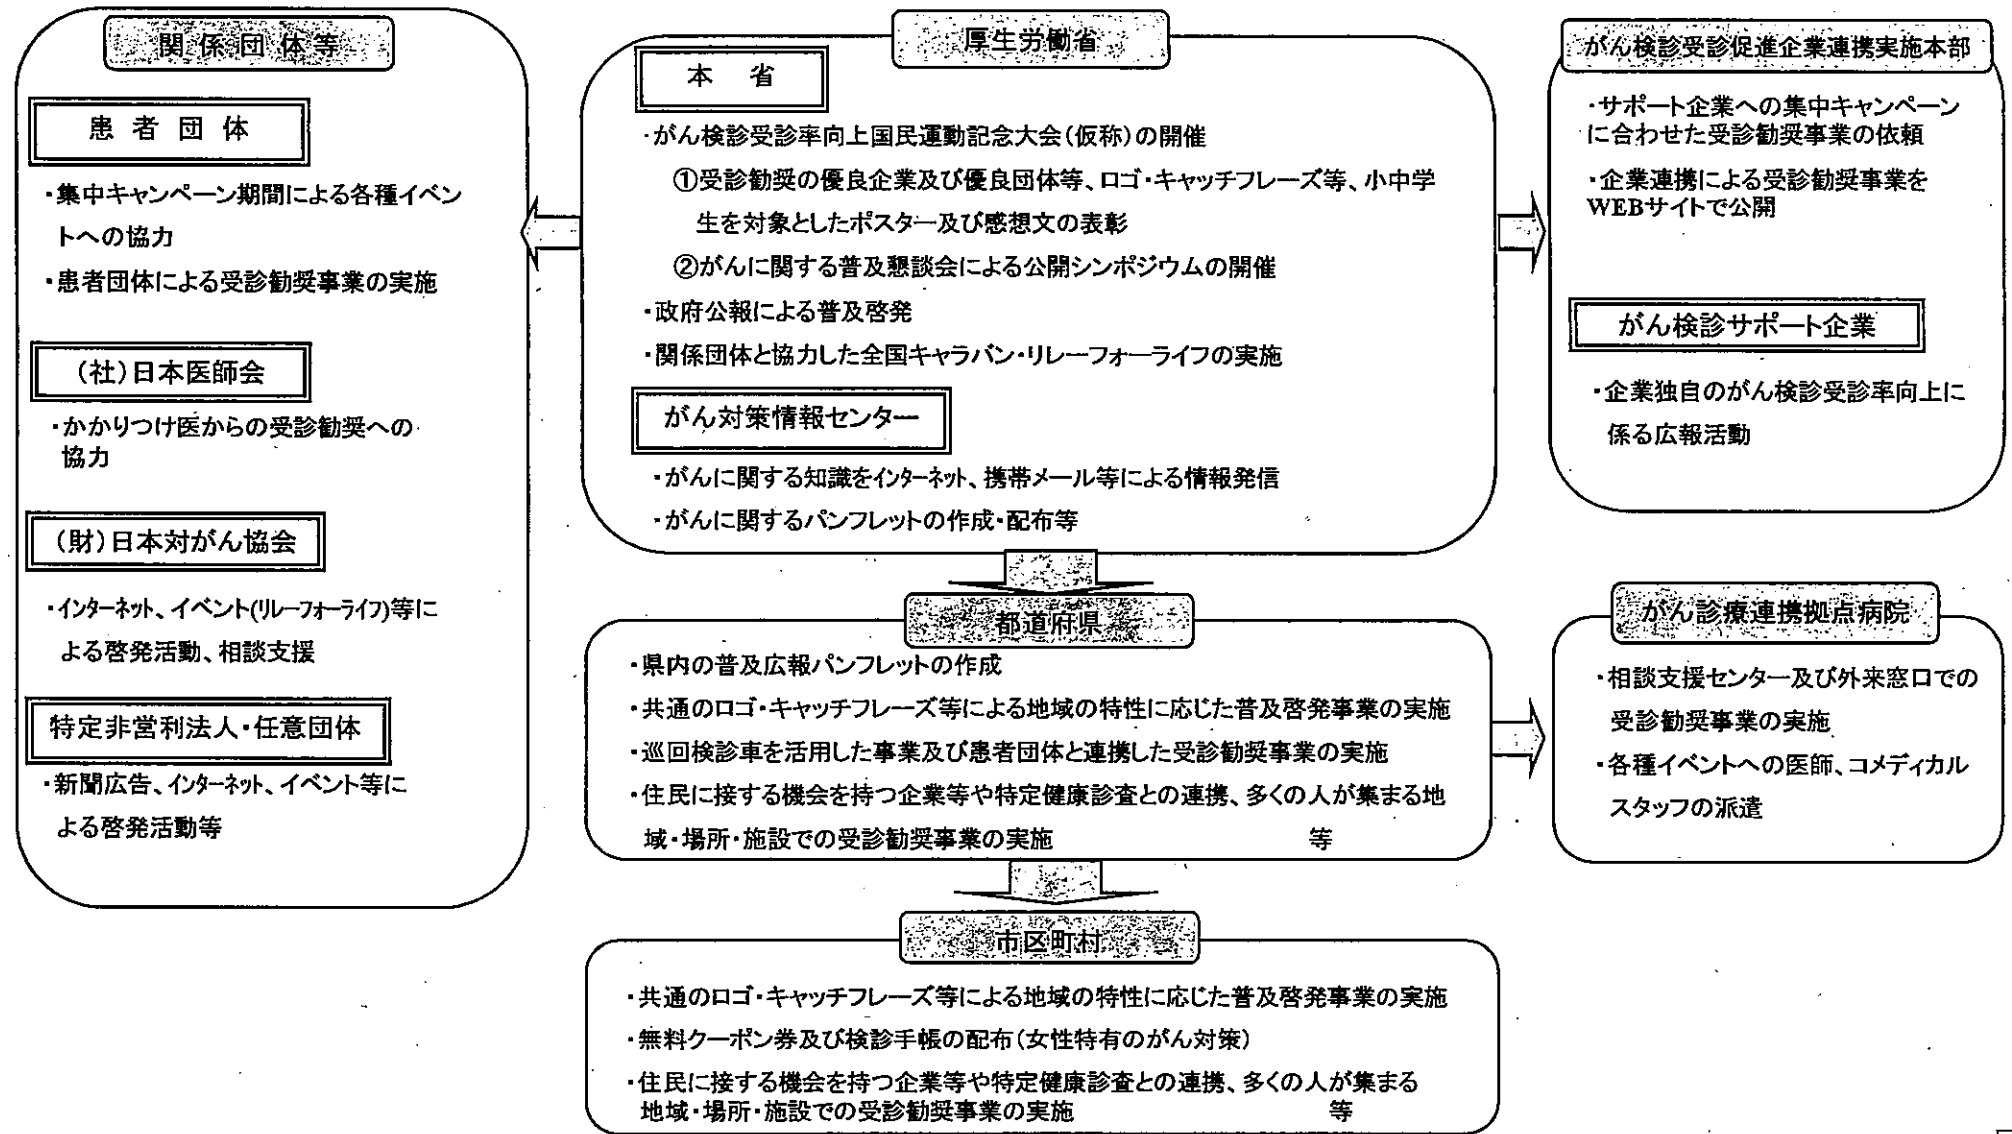 関係団体等
患者団体
・集中キャンペーン期間による各種イベン
トへの協力
・患者団体による受診勧奨事業の実施
（社）日本医師会
・かかりつけ医からの受診勧奨への
協力
（財）日本対がん協会
・インターネット、イベント(リレーフォーライフ)等に
よる啓発活動、相談支援
特定非営利法人・任意団体
・新聞広告、インターネット、イベント等に
よる啓発活動等
厚生労働省
本　省
・がん検診受診率向上国民運動記念大会（仮称）の開催
①受診勧奨の優良企業及び優良団体等、ロゴ・キャッチフレーズ等、小中学
生を対象としたポスター及び感想文の表彰
②がんに関する普及懇談会による公開シンポジウムの開催
・政府公報による普及啓発
・関係団体と協力した全国キャラバン・リレーフォーライフの実施
がん対策情報センター
・がんに関する知識をインターネット、携帯メール等による情報発信
・がんに関するパンフレットの作成・配布等
都道府県
・県内の普及広報パンフレットの作成
・共通のロゴ・キャッチフレーズ等による地域の特性に応じた普及啓発事業の実施
・巡回検診車を活用した事業及び患者団体と連携した受診勧奨事業の実施
・住民に接する機会を持つ企業等や特定健康診査との連携、多くの人が集まる地
域・場所・施設での受診勧奨事業の実施　等
市区町村
・共通のロゴ・キャッチフレーズ等による地域の特性に応じた普及啓発事業の実施
・無料クーポン券及び検診手帳の配布（女性特有のがん対策）
・住民に接する機会を持つ企業等や特定健康診査との連携、多くの人が集まる
地域・場所・施設での受診勧奨事業の実施　等
がん検診受診促進企業連携実施本部
・サポート企業への集中キャンペーン
に合わせた受診勧奨事業の依頼
・企業連携による受診勧奨事業を
WEBサイトで公開
がん検診サポート企業
・企業独自のがん検診受診率向上に
係る広報活動
がん診療連携拠点病院
・相談支援センター及び外来窓口での
受診勧奨事業の実施
・各種イベントへの医師、コメディカル
スタッフの派遣